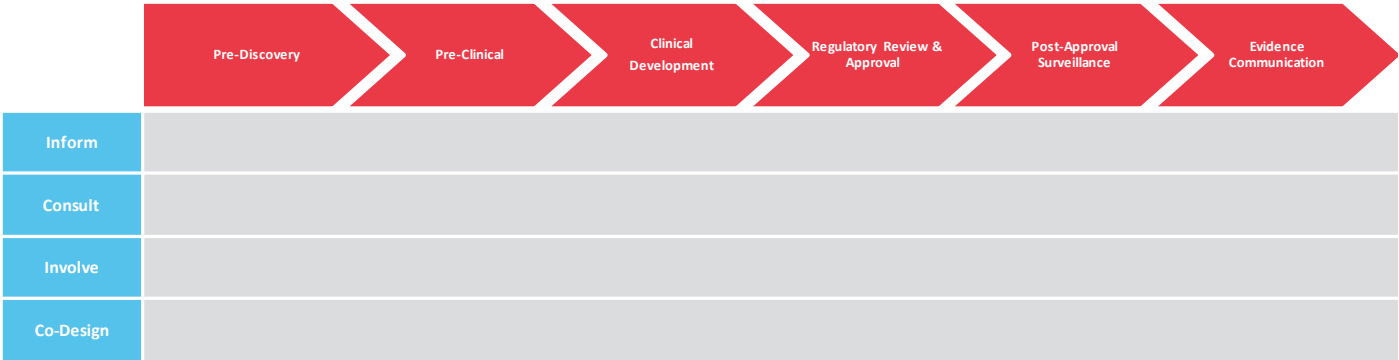 Pre-Discovery
Pre-Clinical
Clinical
Development
Regulatory Review &
Approval
Post-Approval
Surveillance
Evidence
Communication
Inform
Consult
Involve
Co-Design